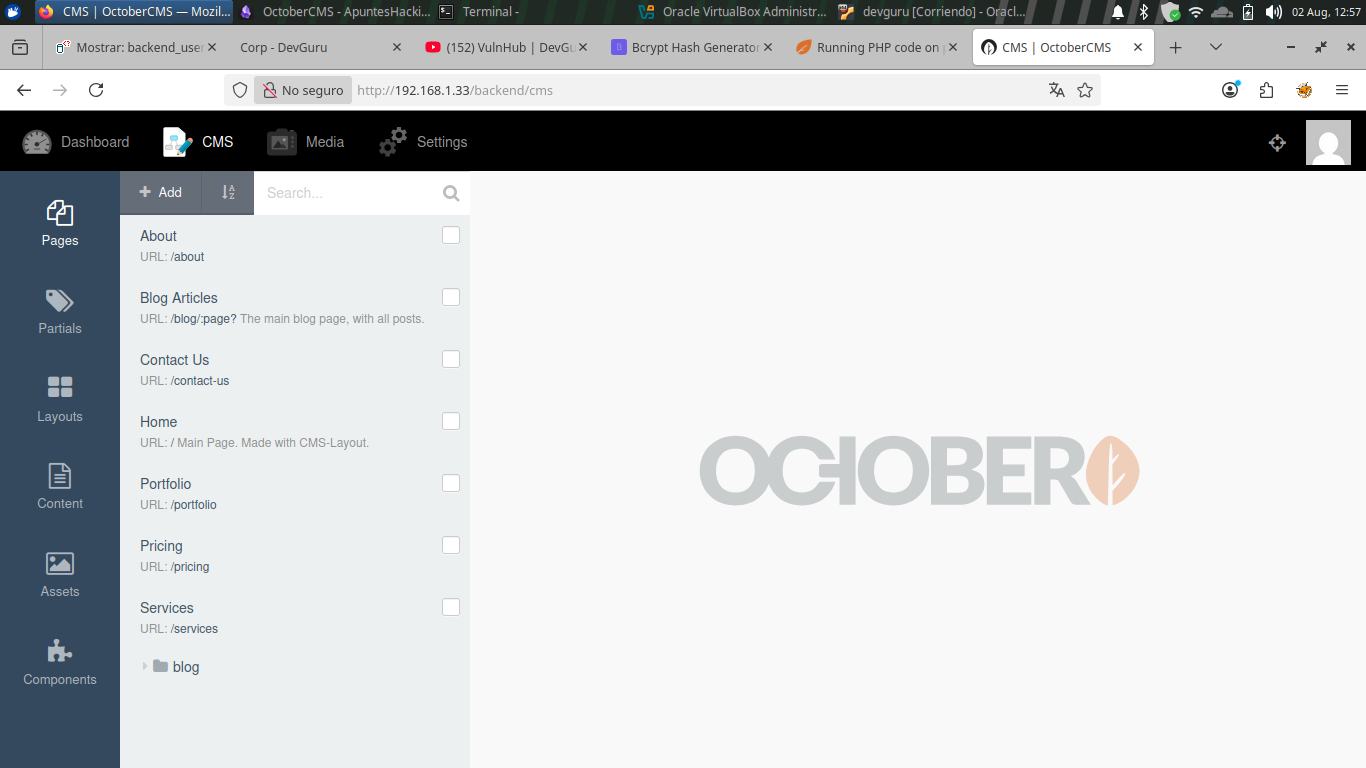 CMS | OctoberCMS — Mozil...
OctoberCMS - ApuntesHacki...
Terminal -
Oracle VirtualBox Administr...
devguru [Corriendo] - Oracl...
02 Aug, 12:57
Mostar: backend_user
Corp - DevGuru
(152) VulnHub | DevGu
Bcrypt Hash Generator
Running PHP code on p
CMS | OctoberCMS
No seguro
http://192.168.1.33/backend/cms
Dashboard
CMS
Media
Settings
Pages
Partials
Layouts
Content
Assets
Components
+ Add
Search...
About
URL: /about
Blog Articles
URL: /blog/:page? The main blog page, with all posts.
Contact Us
URL: /contact-us
Home
URL: / Main Page. Made with CMS-Layout.
Portfolio
URL: /portfolio
Pricing
URL: /pricing
Services
URL: /services
blog
OCTOBER